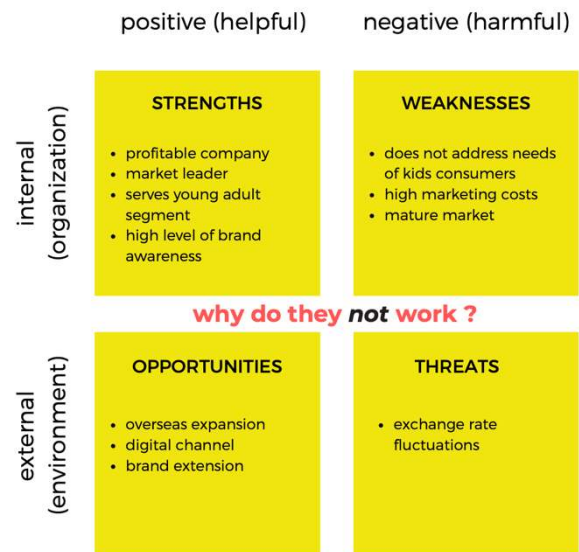 positive (helpful)
negative (harmful)
internal
(organization)
STRENGTHS
• profitable company
• market leader
• serves young adult
segment
• high level of brand
awareness
WEAKNESSES
• does not address needs
of kids consumers
• high marketing costs
• mature market
why do they not work ?
external
(environment)
OPPORTUNITIES
• overseas expansion
• digital channel
• brand extension
THREATS
• exchange rate
fluctuations